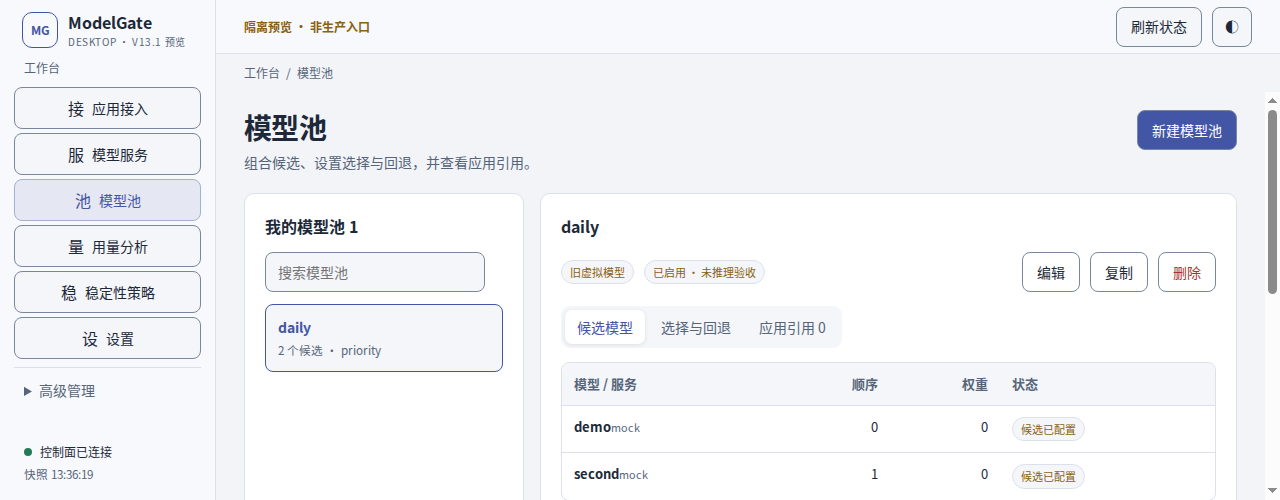 MG
ModelGate
DESKTOP · V13.1 预览
工作台
接 应用接入
服 模型服务
池 模型池
量 用量分析
稳 稳定性策略
设 设置
▶ 高级管理
控制面已连接
快照 13:36:19
隔离预览 · 非生产入口
刷新状态
工作台 / 模型池
模型池
新建模型池
组合候选、设置选择与回退，并查看应用引用。
我的模型池 1
搜索模型池
daily
2 个候选 · priority
daily
旧虚拟模型 已启用 · 未推理验收
编辑 复制 删除
候选模型 选择与回退 应用引用 0
模型 / 服务 顺序 权重 状态
demomock 0 0 候选已配置
secondmock 1 0 候选已配置